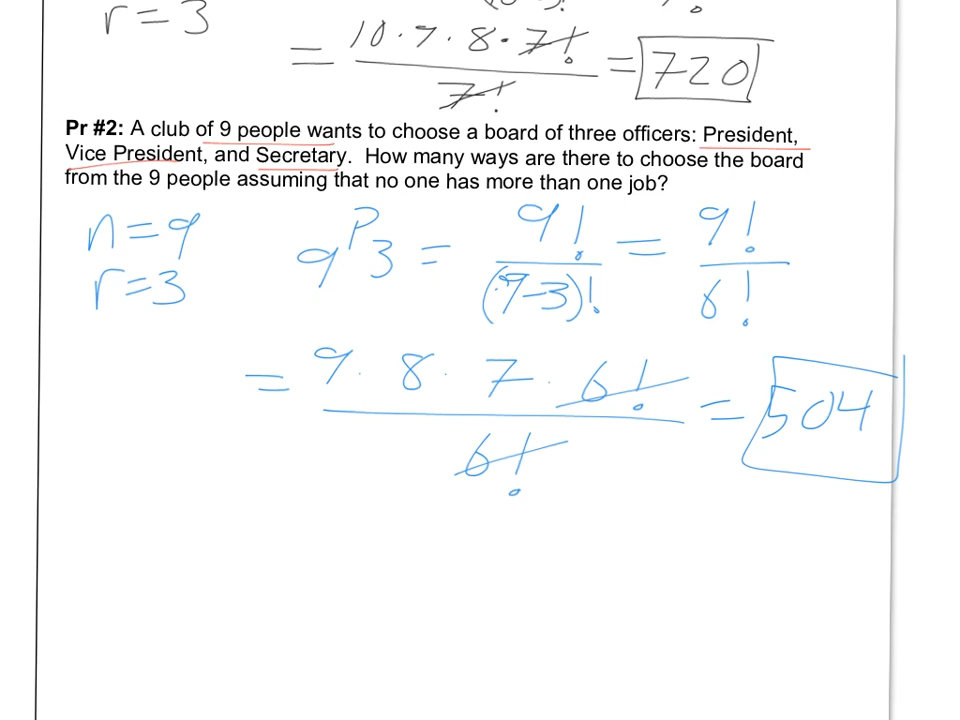 r=3
= 10·9·8·7! / 7! = 720
Pr #2: A club of 9 people wants to choose a board of three officers: President,
Vice President, and Secretary. How many ways are there to choose the board
from the 9 people assuming that no one has more than one job?
n=9
r=3
9P3 = 9! / (9-3)! = 9! / 6!
= 9·8·7·6! / 6! = 504